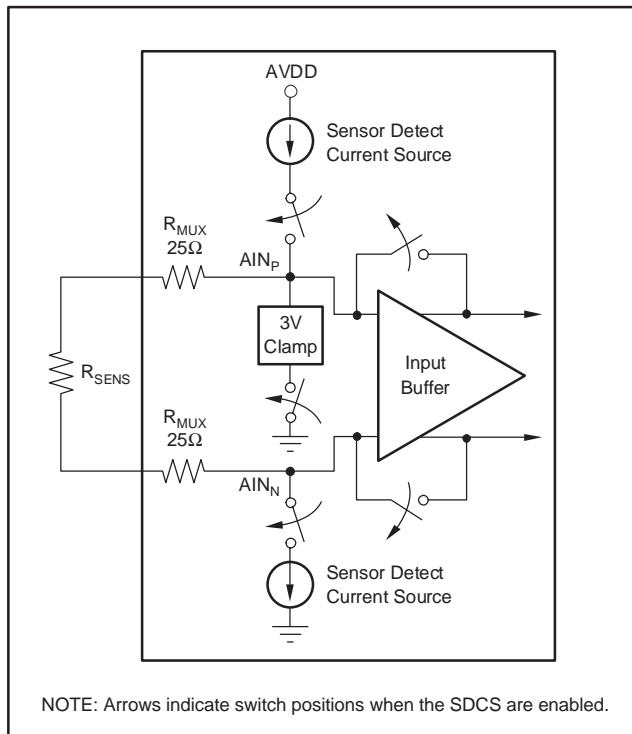 AVDD
Sensor Detect
Current Source
RMUX
25Ω
AINP
3V
Clamp
Input
Buffer
RSENS
RMUX
25Ω
AINN
Sensor Detect
Current Source
NOTE: Arrows indicate switch positions when the SDCS are enabled.